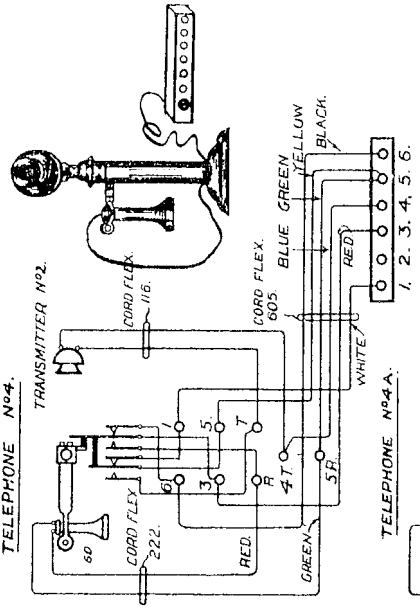 TELEPHONE Nº4.
TRANSMITTER Nº2.
60
CORD FLEX
222.
CORD FLEX.
116.
CORD FLEX.
605.
6
1
3
5.
R
T
4T.
5R.
RED.
GREEN.
WHITE
BLUE
GREEN
YELLOW
BLACK.
RED
1. 2. 3. 4. 5. 6.
TELEPHONE Nº4A.